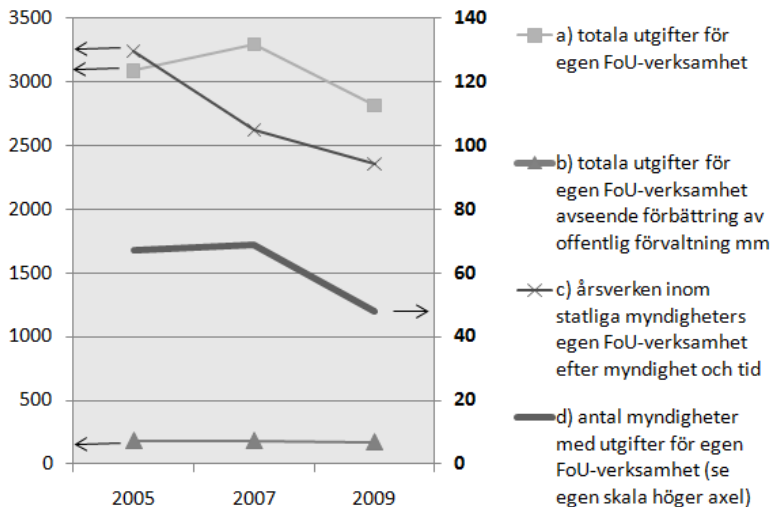 3500
3000
2500
2000
1500
1000
500
0
140
120
100
80
60
40
20
0
2005 2007 2009
a) totala utgifter för
egen FoU-verksamhet
b) totala utgifter för
egen FoU-verksamhet
avseende förbättring av
offentlig förvaltning mm
c) årsverken inom
statliga myndigheters
egen FoU-verksamhet
efter myndighet och tid
d) antal myndigheter
med utgifter för egen
FoU-verksamhet (se
egen skala höger axel)